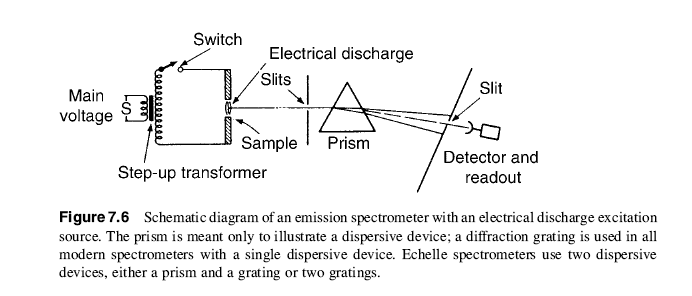 Switch
Electrical discharge
Slits
Slit
Main
voltage
S
Sample
Prism
Detector and
readout
Step-up transformer
Figure 7.6 Schematic diagram of an emission spectrometer with an electrical discharge excitation
source. The prism is meant only to illustrate a dispersive device; a diffraction grating is used in all
modern spectrometers with a single dispersive device. Echelle spectrometers use two dispersive
devices, either a prism and a grating or two gratings.